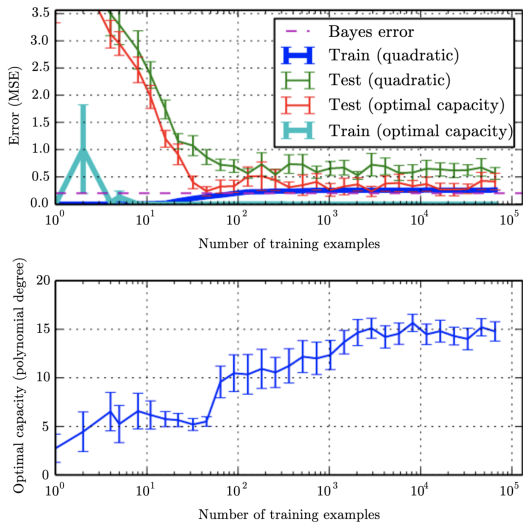 3.5
3.0
2.5
2.0
1.5
1.0
0.5
0.0
Error (MSE)
Bayes error
Train (quadratic)
Test (quadratic)
Test (optimal capacity)
Train (optimal capacity)
10^0 10^1 10^2 10^3 10^4 10^5
Number of training examples
20
15
10
5
0
Optimal capacity (polynomial degree)
10^0 10^1 10^2 10^3 10^4 10^5
Number of training examples